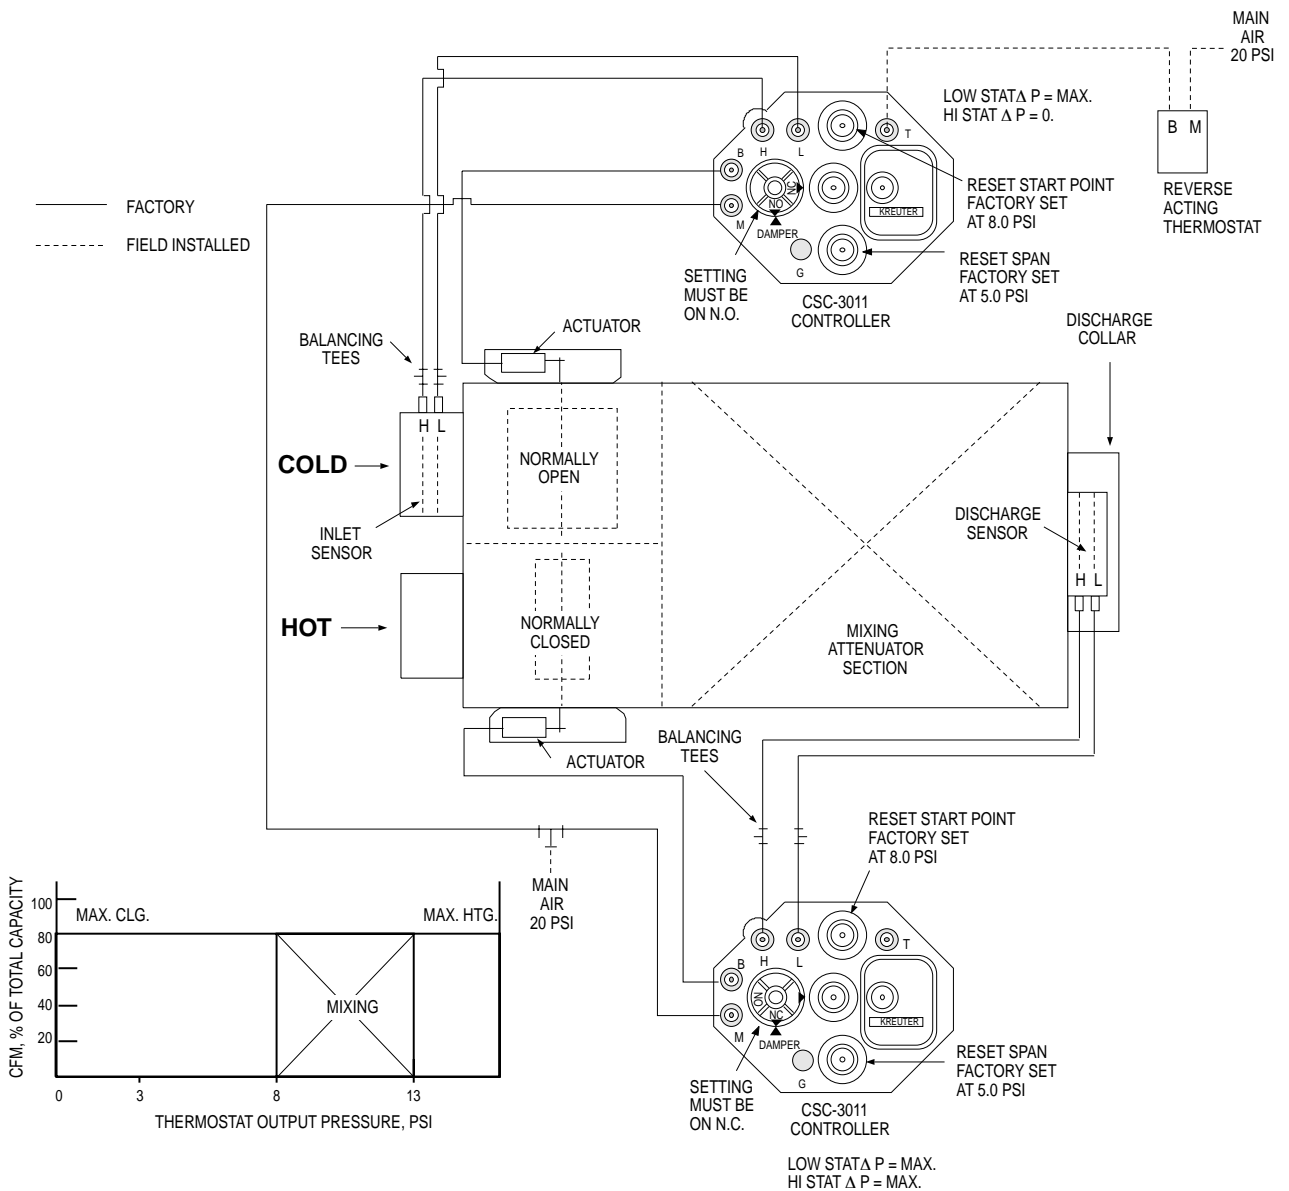 MAIN
AIR
20 PSI
LOW STAT∆ P = MAX.
HI STAT ∆ P = 0.
B M
REVERSE
ACTING
THERMOSTAT
FACTORY
FIELD INSTALLED
B
H
L
T
M
NC
NO
DAMPER
G
KREUTER
RESET START POINT
FACTORY SET
AT 8.0 PSI
RESET SPAN
FACTORY SET
AT 5.0 PSI
SETTING
MUST BE
ON N.O.
CSC-3011
CONTROLLER
BALANCING
TEES
ACTUATOR
DISCHARGE
COLLAR
H L
COLD
NORMALLY
OPEN
INLET
SENSOR
DISCHARGE
SENSOR
H L
HOT
NORMALLY
CLOSED
MIXING
ATTENUATOR
SECTION
ACTUATOR
BALANCING
TEES
MAIN
AIR
20 PSI
RESET START POINT
FACTORY SET
AT 8.0 PSI
B
H
L
T
M
NO
NC
DAMPER
G
KREUTER
SETTING
MUST BE
ON N.C.
RESET SPAN
FACTORY SET
AT 5.0 PSI
CSC-3011
CONTROLLER
LOW STAT∆ P = MAX.
HI STAT ∆ P = MAX.
CFM, % OF TOTAL CAPACITY
100
80
60
40
20
MAX. CLG.
MAX. HTG.
MIXING
0 3 8 13
THERMOSTAT OUTPUT PRESSURE, PSI